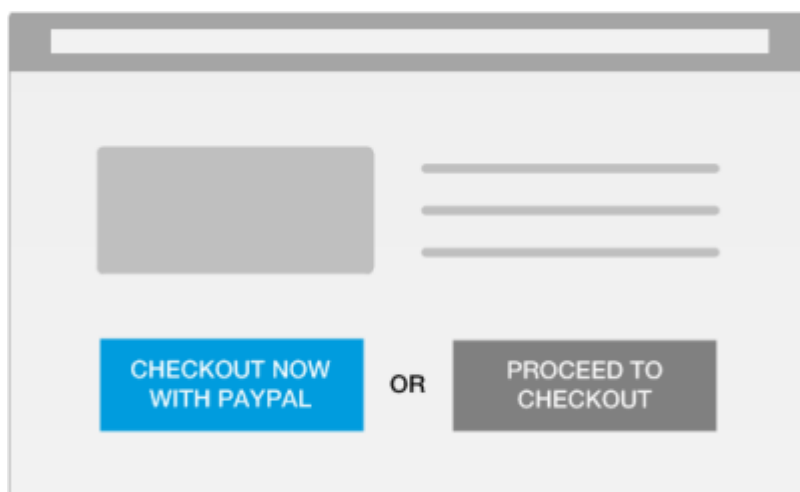 CHECKOUT NOW
WITH PAYPAL
OR
PROCEED TO
CHECKOUT